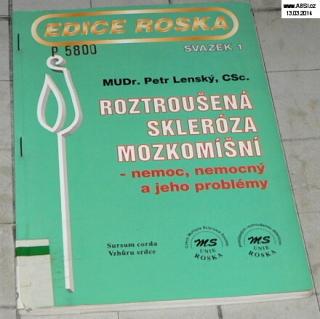 www.ABSI.cz
13.03.2014
EDICE ROSKA
P 5800
SVAZEK 1
MUDr. Petr Lenský, CSc.
ROZTROUŠENÁ
SKLERÓZA
MOZKOMÍŠNÍ
- nemoc, nemocný
a jeho problémy
Sursum corda
Vzhůru srdce
MS
UNIE
ROSKA
MS
UNIE
ROSKA